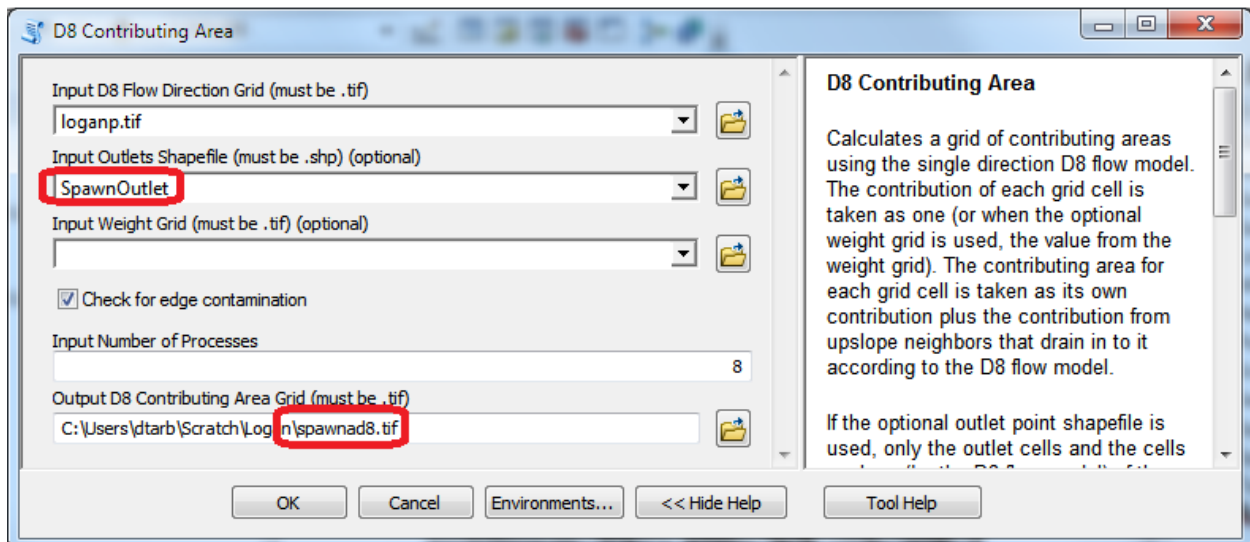 D8 Contributing Area
Input D8 Flow Direction Grid (must be .tif)
loganp.tif
Input Outlets Shapefile (must be .shp) (optional)
SpawnOutlet
Input Weight Grid (must be .tif) (optional)
Check for edge contamination
Input Number of Processes
8
Output D8 Contributing Area Grid (must be .tif)
C:\Users\dtarb\Scratch\Logan\spawnad8.tif
OK
Cancel
Environments...
<< Hide Help
Tool Help
D8 Contributing Area
Calculates a grid of contributing areas
using the single direction D8 flow model.
The contribution of each grid cell is
taken as one (or when the optional
weight grid is used, the value from the
weight grid). The contributing area for
each grid cell is taken as its own
contribution plus the contribution from
upslope neighbors that drain in to it
according to the D8 flow model.
If the optional outlet point shapefile is
used, only the outlet cells and the cells